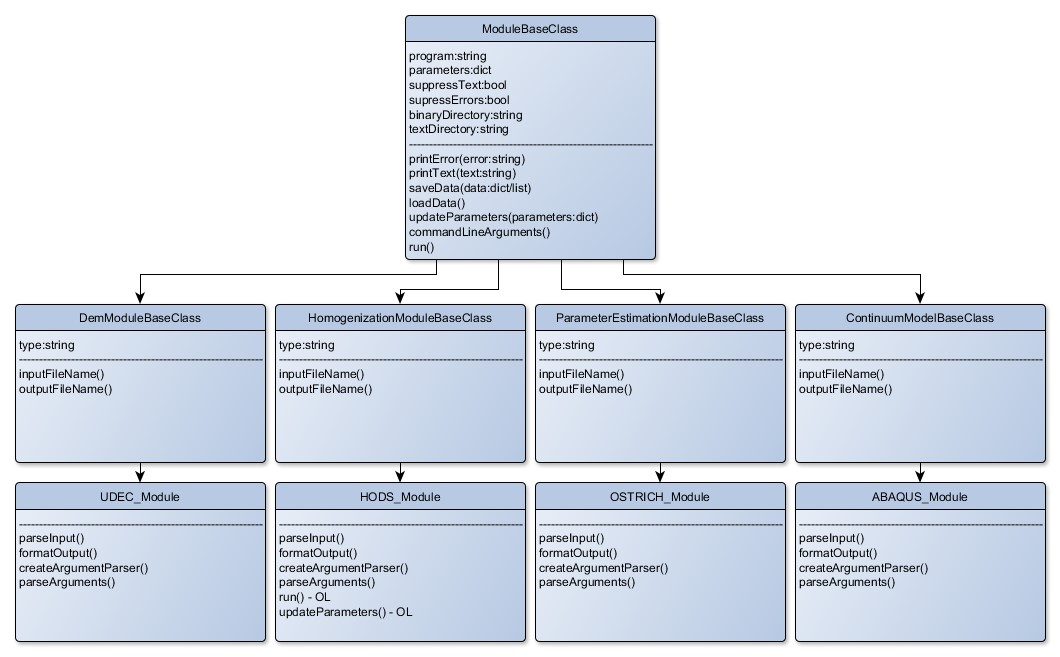 ModuleBaseClass
program:string
parameters:dict
suppressText:bool
supressErrors:bool
binaryDirectory:string
textDirectory:string
printError(error:string)
printText(text:string)
saveData(data:dict/list)
loadData()
updateParameters(parameters:dict)
commandLineArguments()
run()
DemModuleBaseClass
type:string
inputFileName()
outputFileName()
HomogenizationModuleBaseClass
type:string
inputFileName()
outputFileName()
ParameterEstimationModuleBaseClass
type:string
inputFileName()
outputFileName()
ContinuumModelBaseClass
type:string
inputFileName()
outputFileName()
UDEC_Module
parseInput()
formatOutput()
createArgumentParser()
parseArguments()
HODS_Module
parseInput()
formatOutput()
createArgumentParser()
parseArguments()
run() - OL
updateParameters() - OL
OSTRICH_Module
parseInput()
formatOutput()
createArgumentParser()
parseArguments()
ABAQUS_Module
parseInput()
formatOutput()
createArgumentParser()
parseArguments()